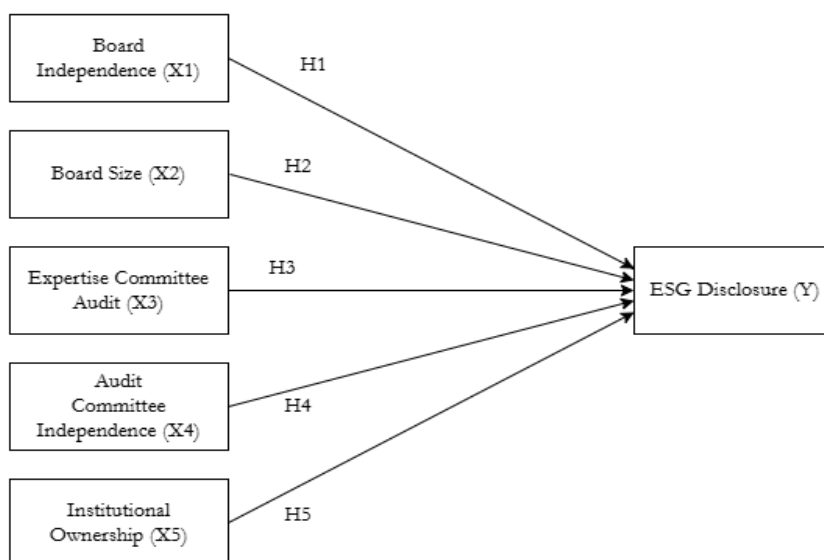 Board
Independence (X1)
H1
Board Size (X2)
H2
Expertise Committee
Audit (X3)
H3
ESG Disclosure (Y)
Audit
Committee
Independence (X4)
H4
Institutional
Ownership (X5)
H5